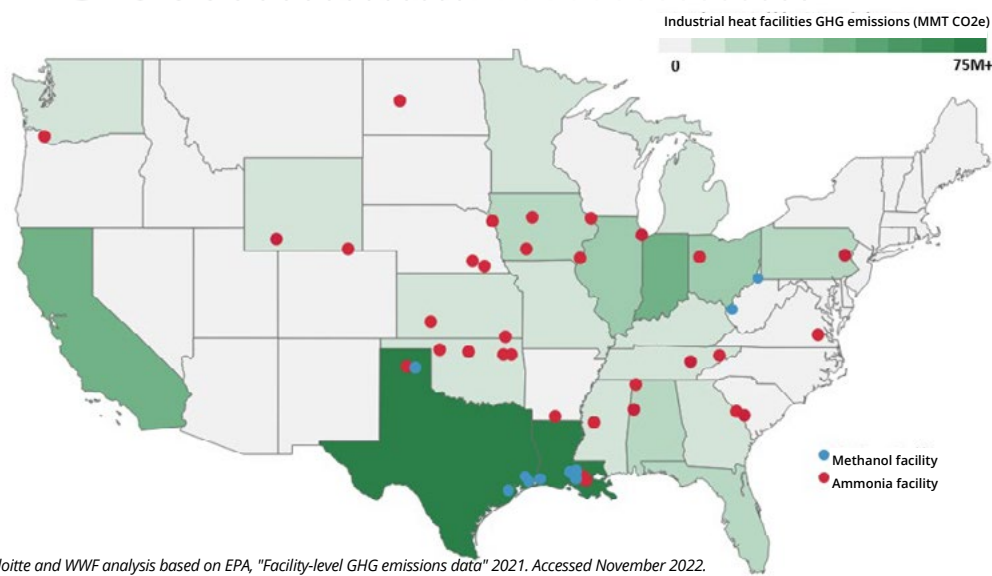 Industrial heat facilities GHG emissions (MMT CO2e)
0 75M+
Methanol facility
Ammonia facility
and WWF analysis based on EPA, "Facility-level GHG emissions data" 2021. Accessed November 2022.